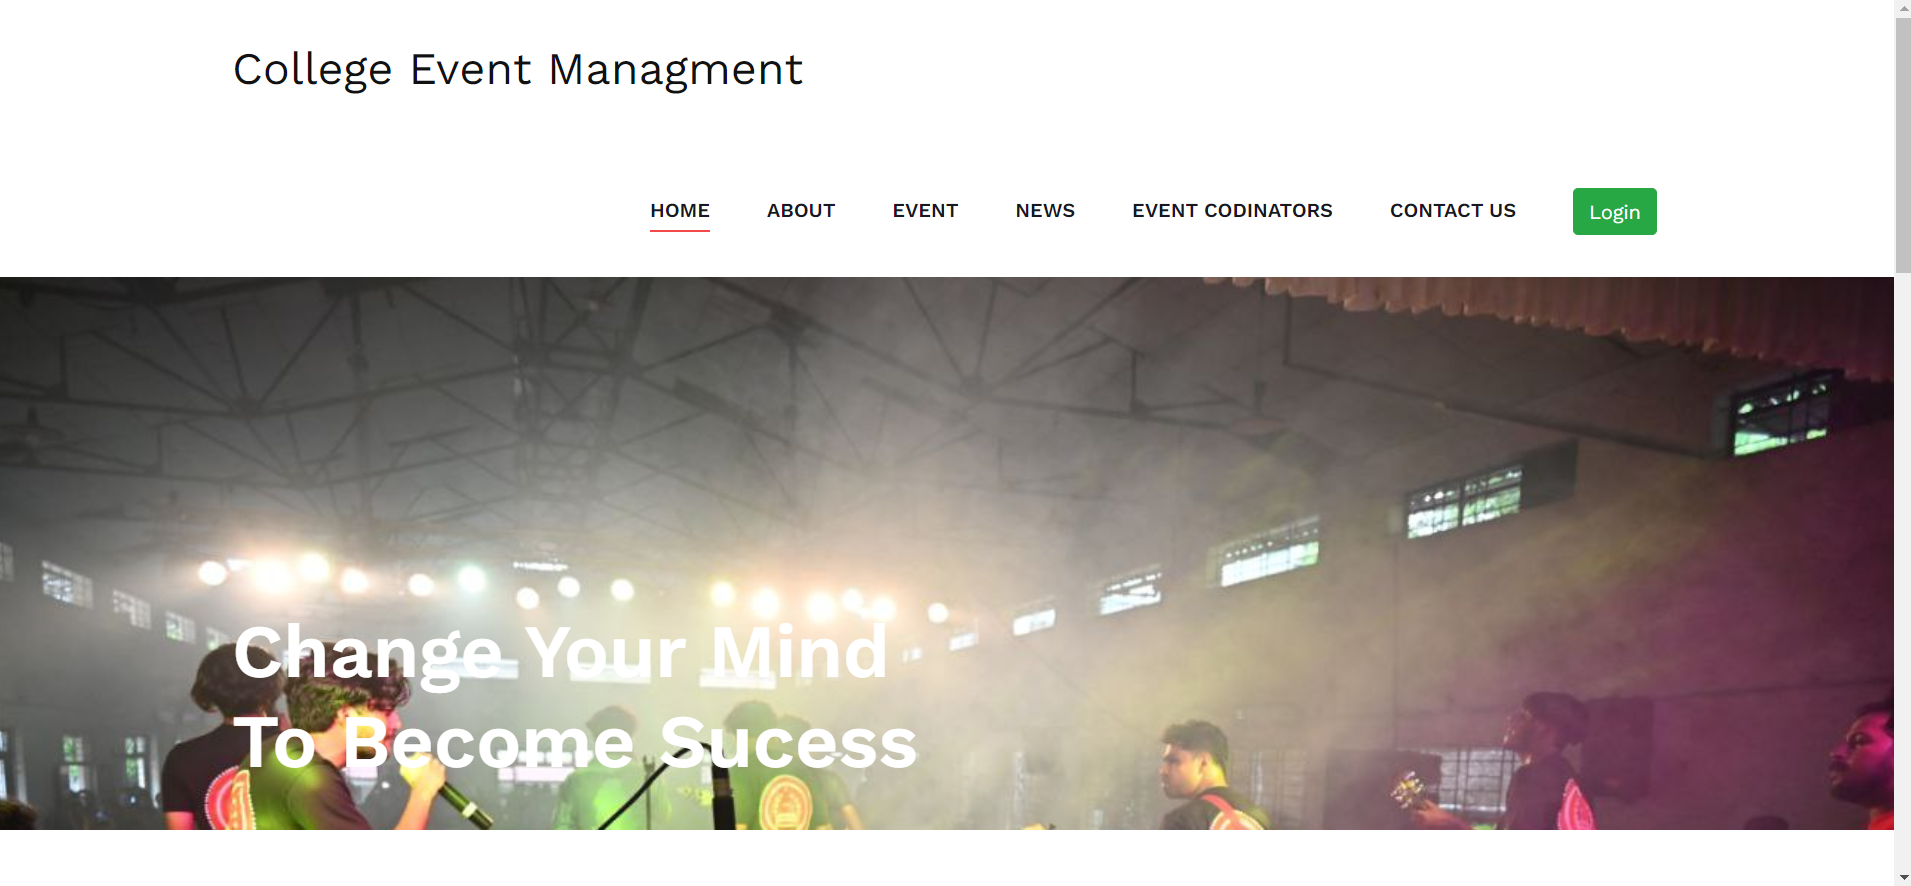 College Event Managment
HOME ABOUT EVENT NEWS EVENT CODINATORS CONTACT US Login
Change Your Mind
To Become Sucess